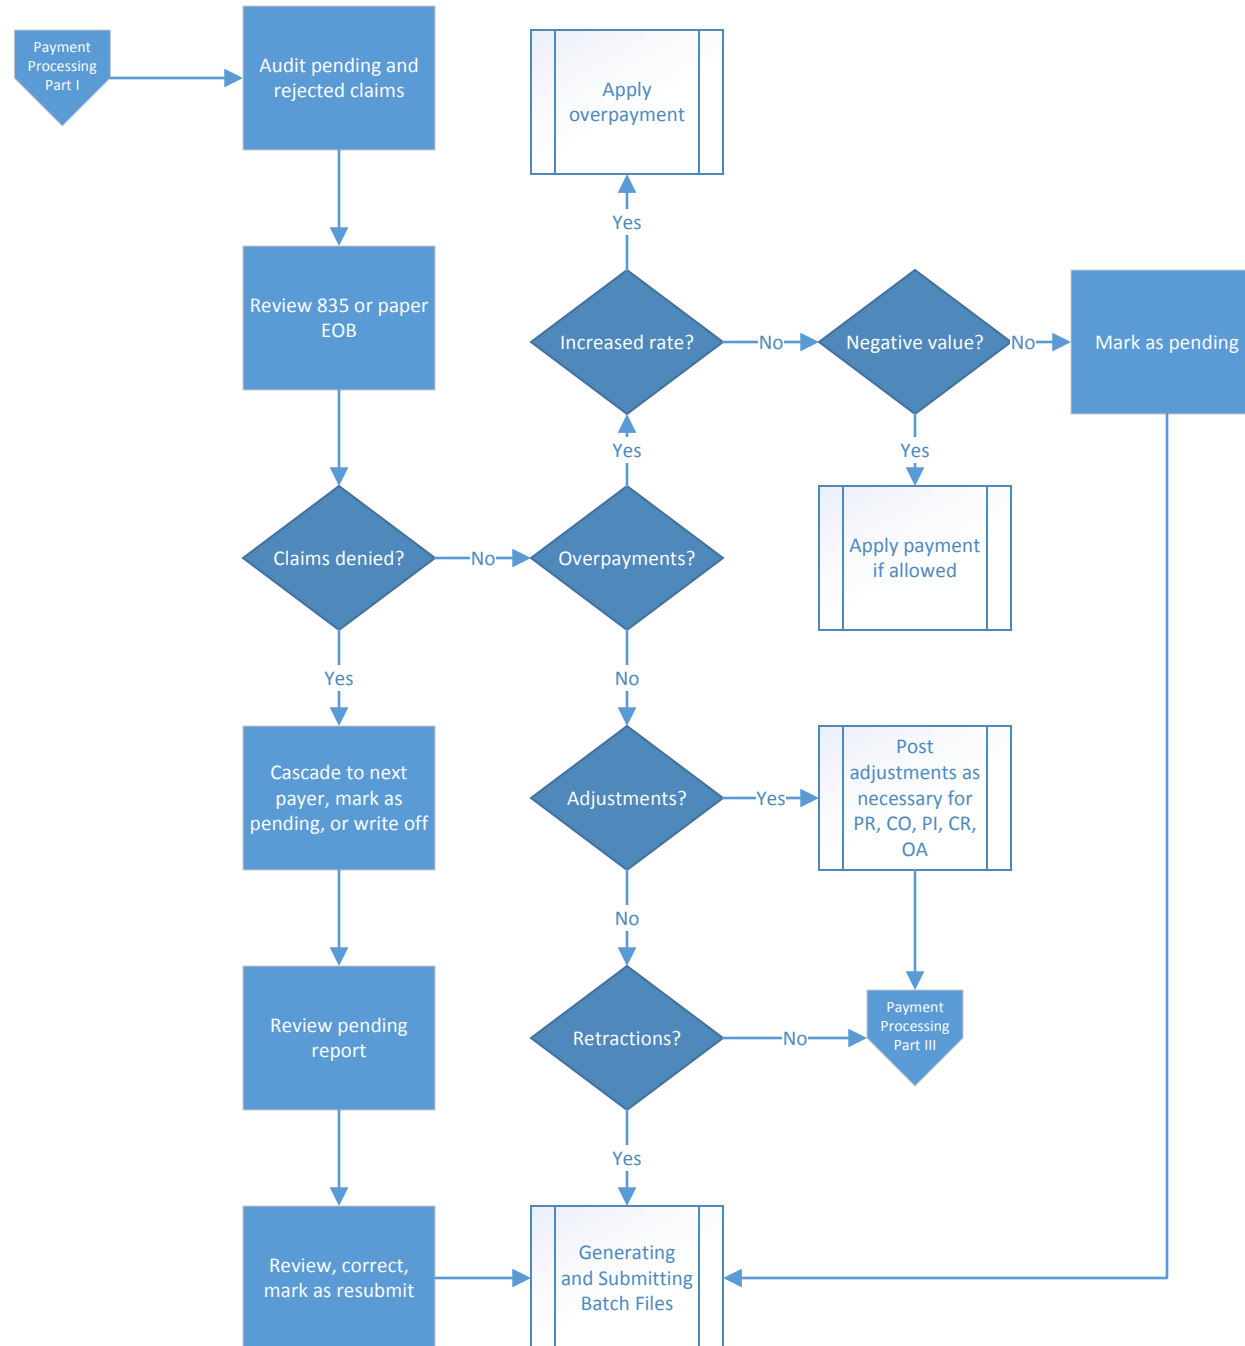 Payment
Processing
Part I
Audit pending and
rejected claims
Apply
overpayment
Yes
Review 835 or paper
EOB
Increased rate?
No
Negative value?
No
Mark as pending
Yes
Yes
Claims denied?
No
Overpayments?
Apply payment
if allowed
Yes
No
Cascade to next
payer, mark as
pending, or write off
Adjustments?
Yes
Post
adjustments as
necessary for
PR, CO, PI, CR,
OA
No
Review pending
report
Retractions?
No
Payment
Processing
Part III
Yes
Review, correct,
mark as resubmit
Generating
and Submitting
Batch Files